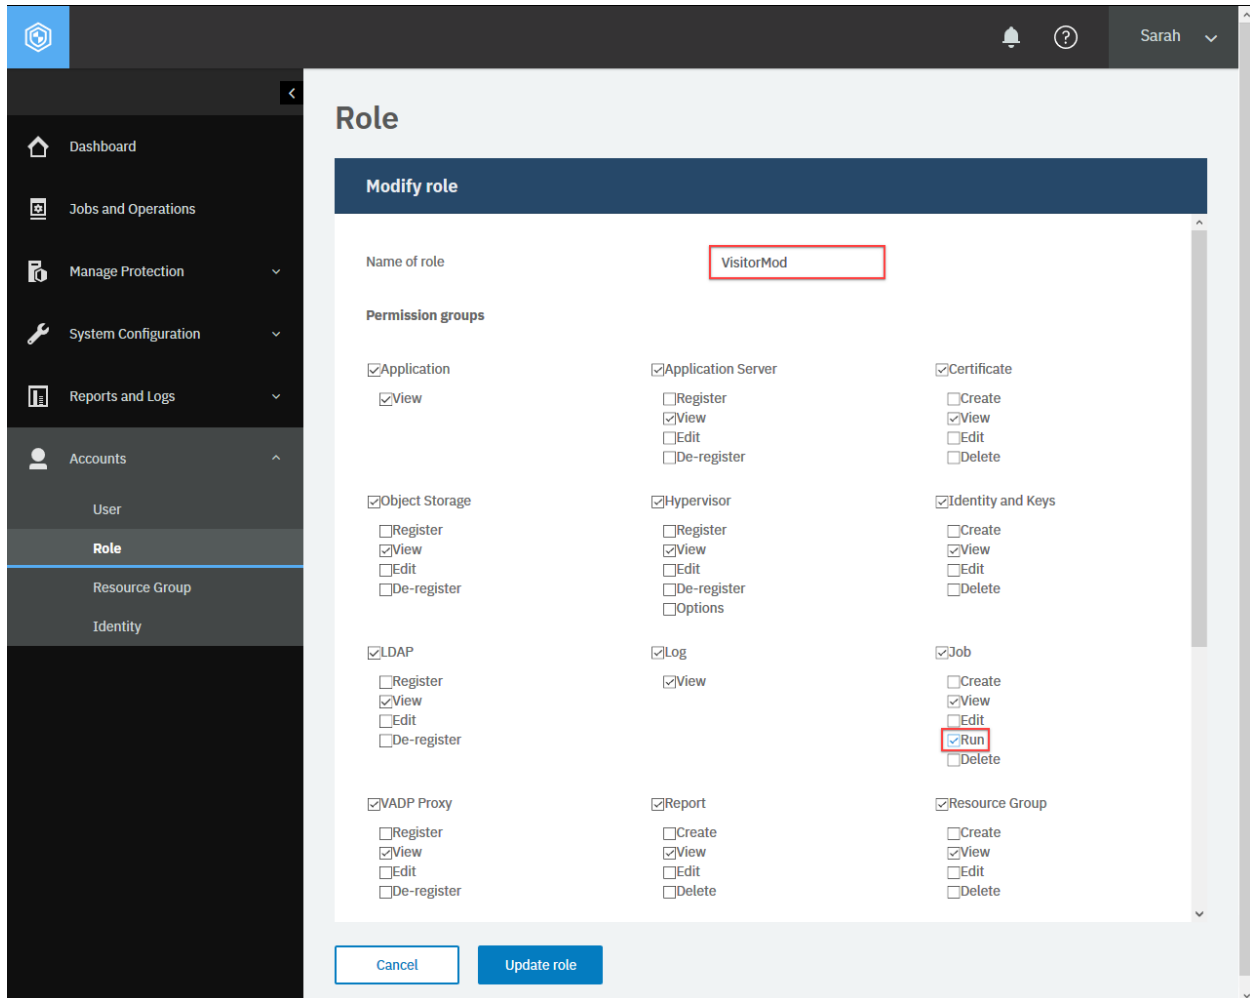 Sarah
Dashboard
Jobs and Operations
Manage Protection
System Configuration
Reports and Logs
Accounts
User
Role
Resource Group
Identity
Role
Modify role
Name of role
VisitorMod
Permission groups
Application
View
Application Server
Register
View
Edit
De-register
Certificate
Create
View
Edit
Delete
Object Storage
Register
View
Edit
De-register
Hypervisor
Register
View
Edit
De-register
Options
Identity and Keys
Create
View
Edit
Delete
LDAP
Register
View
Edit
De-register
Log
View
Job
Create
View
Edit
Run
Delete
VADP Proxy
Register
View
Edit
De-register
Report
Create
View
Edit
Delete
Resource Group
Create
View
Edit
Delete
Cancel
Update role